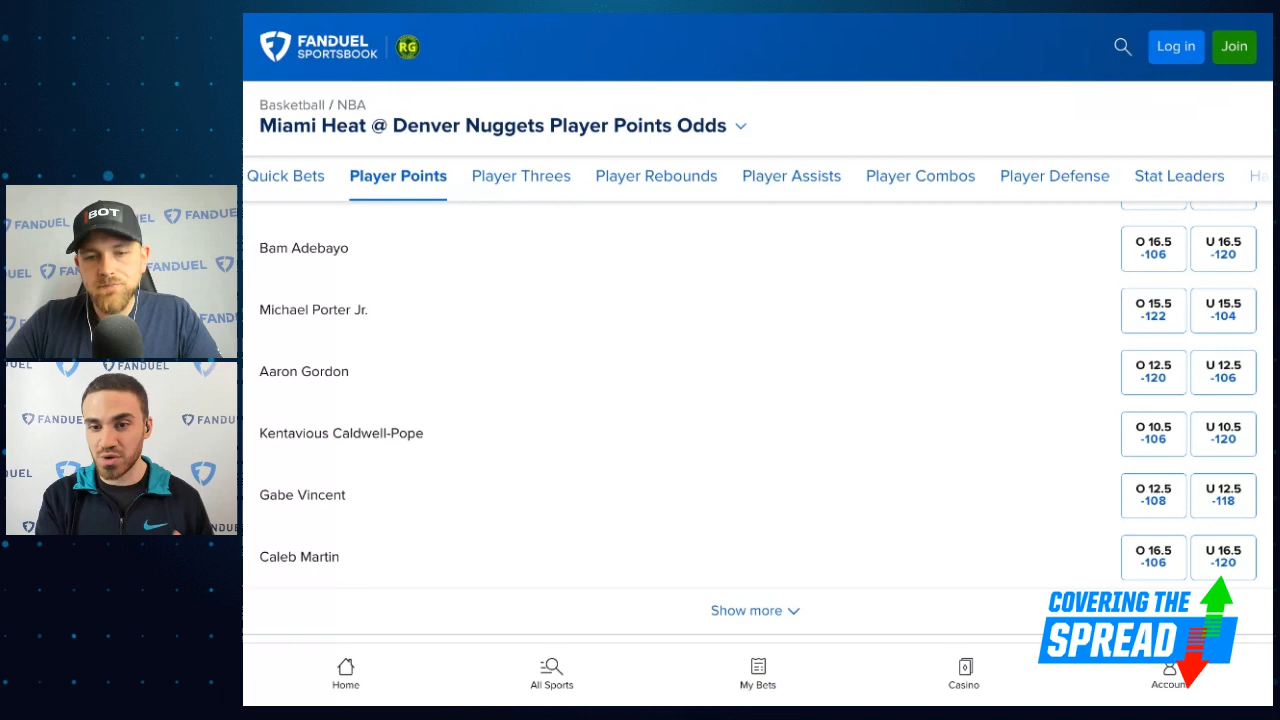 FANDUEL
SPORTSBOOK
RG
Log in
Join
Basketball / NBA
Miami Heat @ Denver Nuggets Player Points Odds
Quick Bets Player Points Player Threes Player Rebounds Player Assists Player Combos Player Defense Stat Leaders Ha
Bam Adebayo O 16.5 -106 U 16.5 -120
Michael Porter Jr. O 15.5 -122 U 15.5 -104
Aaron Gordon O 12.5 -120 U 12.5 -106
Kentavious Caldwell-Pope O 10.5 -106 U 10.5 -120
Gabe Vincent O 12.5 -108 U 12.5 -118
Caleb Martin O 16.5 -106 U 16.5 -120
Show more
Home All Sports My Bets Casino Accoun
COVERING THE
SPREAD
BOT
FANDUEL
FANDUEL
FANDUEL